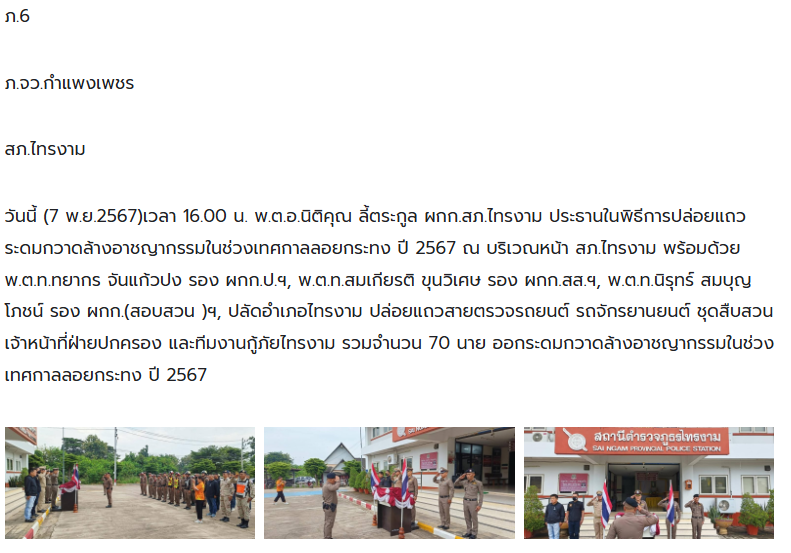 ภ.6
ภ.จว.กำแพงเพชร
สภ.ไทรงาม
วันนี้ (7 พ.ย.2567)เวลา 16.00 น. พ.ต.อ.นิติคุณ ลี้ตระกูล ผกก.สภ.ไทรงาม ประธานในพิธีการปล่อยแถว
ระดมกวาดล้างอาชญากรรมในช่วงเทศกาลลอยกระทง ปี 2567 ณ บริเวณหน้า สภ.ไทรงาม พร้อมด้วย
พ.ต.ท.ทยากร จันแก้วปง รอง ผกก.ป.ฯ, พ.ต.ท.สมเกียรติ ขุนวิเศษ รอง ผกก.สส.ฯ, พ.ต.ท.นิรุทร์ สมบุญ
โภชน์ รอง ผกก.(สอบสวน )ฯ, ปลัดอำเภอไทรงาม ปล่อยแถวสายตรวจรถยนต์ รถจักรยานยนต์ ชุดสืบสวน
เจ้าหน้าที่ฝ่ายปกครอง และทีมงานกู้ภัยไทรงาม รวมจำนวน 70 นาย ออกระดมกวาดล้างอาชญากรรมในช่วง
เทศกาลลอยกระทง ปี 2567
สถานีตำรวจภูธรไทรงาม
SAI NGAM PROVINCIAL POLICE STATION